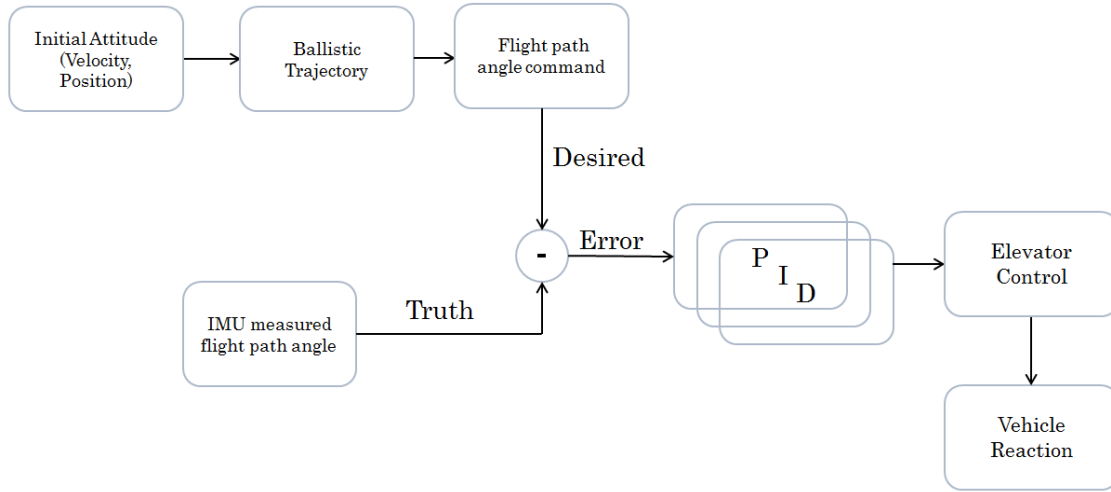 Initial Attitude
(Velocity,
Position)
Ballistic
Trajectory
Flight path
angle command
Desired
-
Error
P
I
D
Elevator
Control
IMU measured
flight path angle
Truth
Vehicle
Reaction